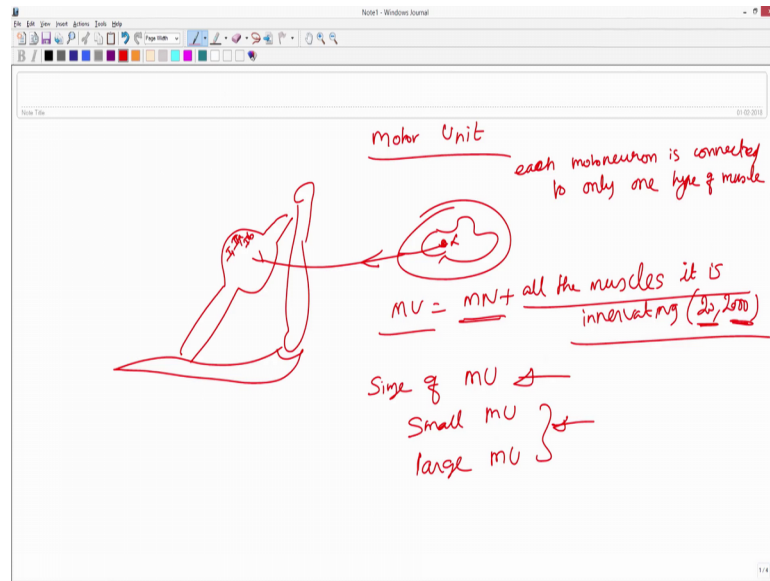 Note1 - Windows Journal
File Edit View Insert Actions Tools Help
Page Width
B I
Note Title
01-02-2018
Motor Unit
each motoneuron is connected
to only one type of muscle
α
MU = MN + all the muscles it is
innervating (20, 2000)
Size of MU
Small MU
large MU
1 / 4